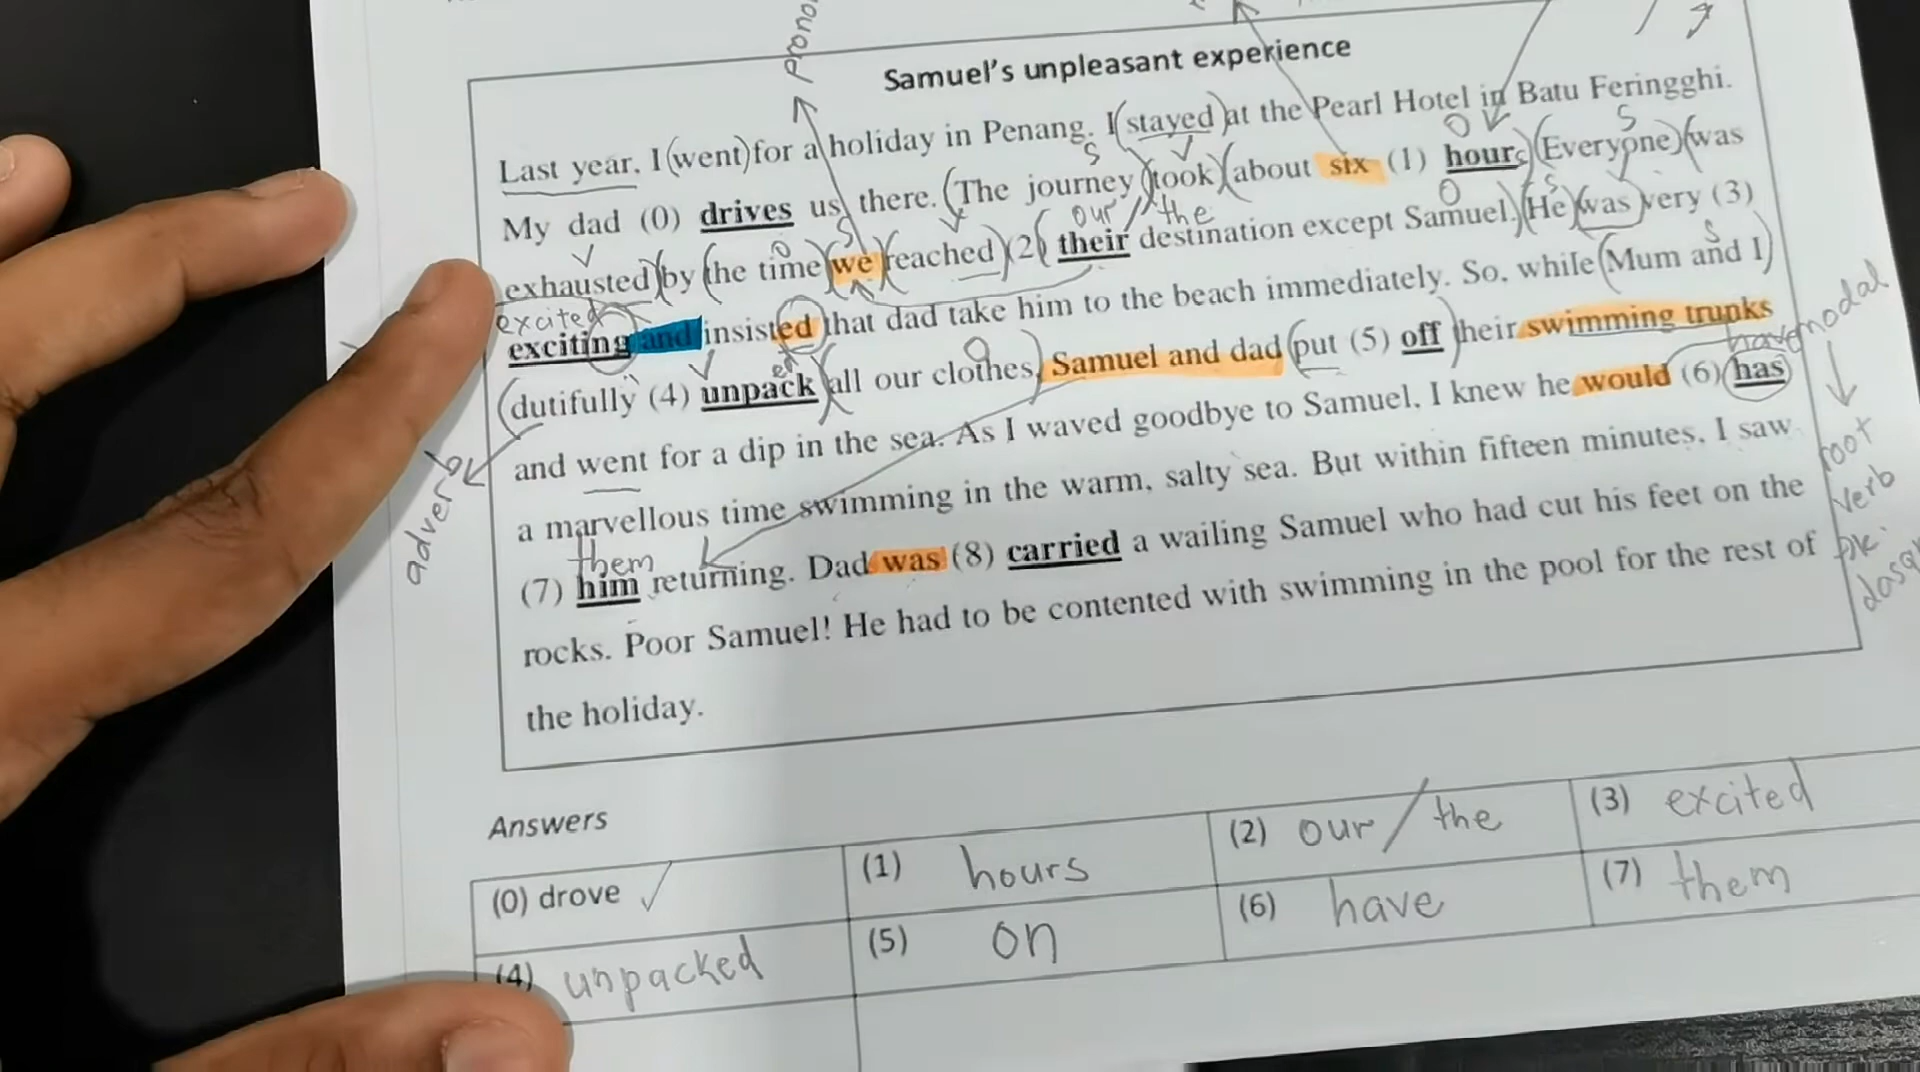 Samuel's unpleasant experience
Last year, I (went) for a holiday in Penang. I (stayed) at the Pearl Hotel in Batu Feringghi.
My dad (0) drives us there. (The journey) (took) (about six (1) hour s) (Everyone) (was
our / the
exhausted) by (the time) (we) (reached) (2) (their destination except Samuel.) (He) (was) very (3)
excited
exciting and insisted that dad take him to the beach immediately. So, while (Mum and I)
(dutifully (4) unpack ed) (all our clothes, Samuel and dad (put (5) off) their swimming trunks
have
and went for a dip in the sea. As I waved goodbye to Samuel, I knew he would (6) (has)
a marvellous time swimming in the warm, salty sea. But within fifteen minutes, I saw
them
(7) him returning. Dad was (8) carried a wailing Samuel who had cut his feet on the
rocks. Poor Samuel! He had to be contented with swimming in the pool for the rest of
the holiday.
adverb
modal
root
verb
Answers
(0) drove ✓ (1) hours (2) our / the (3) excited
(4) unpacked (5) on (6) have (7) them